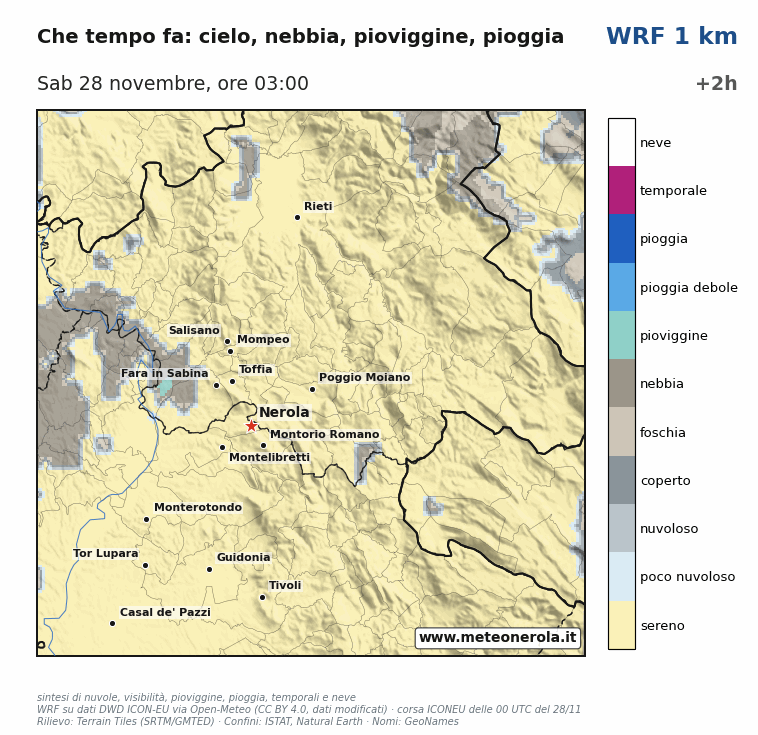 Che tempo fa: cielo, nebbia, pioviggine, pioggia
WRF 1 km
Sab 28 novembre, ore 03:00
+2h
neve
temporale
pioggia
pioggia debole
pioviggine
nebbia
foschia
coperto
nuvoloso
poco nuvoloso
sereno
Rieti
Salisano
Mompeo
Fara in Sabina
Toffia
Poggio Moiano
Nerola
Montorio Romano
Montelibretti
Monterotondo
Tor Lupara
Guidonia
Tivoli
Casal de' Pazzi
www.meteonerola.it
sintesi di nuvole, visibilità, pioviggine, pioggia, temporali e neve
WRF su dati DWD ICON-EU via Open-Meteo (CC BY 4.0, dati modificati) · corsa ICONEU delle 00 UTC del 28/11
Rilievo: Terrain Tiles (SRTM/GMTED) · Confini: ISTAT, Natural Earth · Nomi: GeoNames